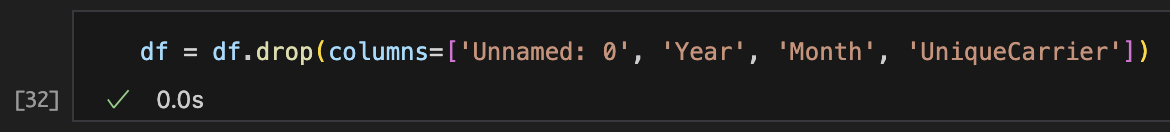 df = df.drop(columns=['Unnamed: 0', 'Year', 'Month', 'UniqueCarrier'])
[32] ✓ 0.0s